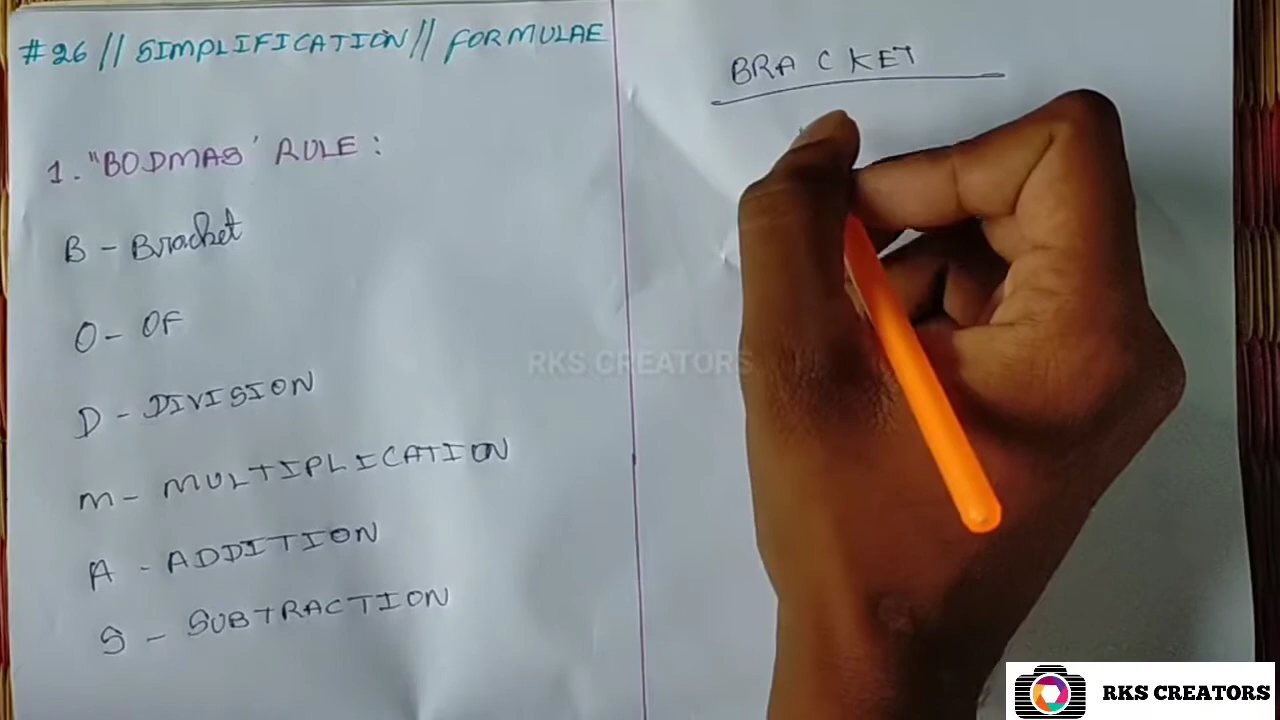 #26 // SIMPLIFICATION // FORMULAE
1. "BODMAS' RULE :
B - Bracket
O - OF
D - DIVISION
M - MULTIPLICATION
A - ADDITION
S - SUBTRACTION
BRACKET
RKS CREATORS
RKS CREATORS